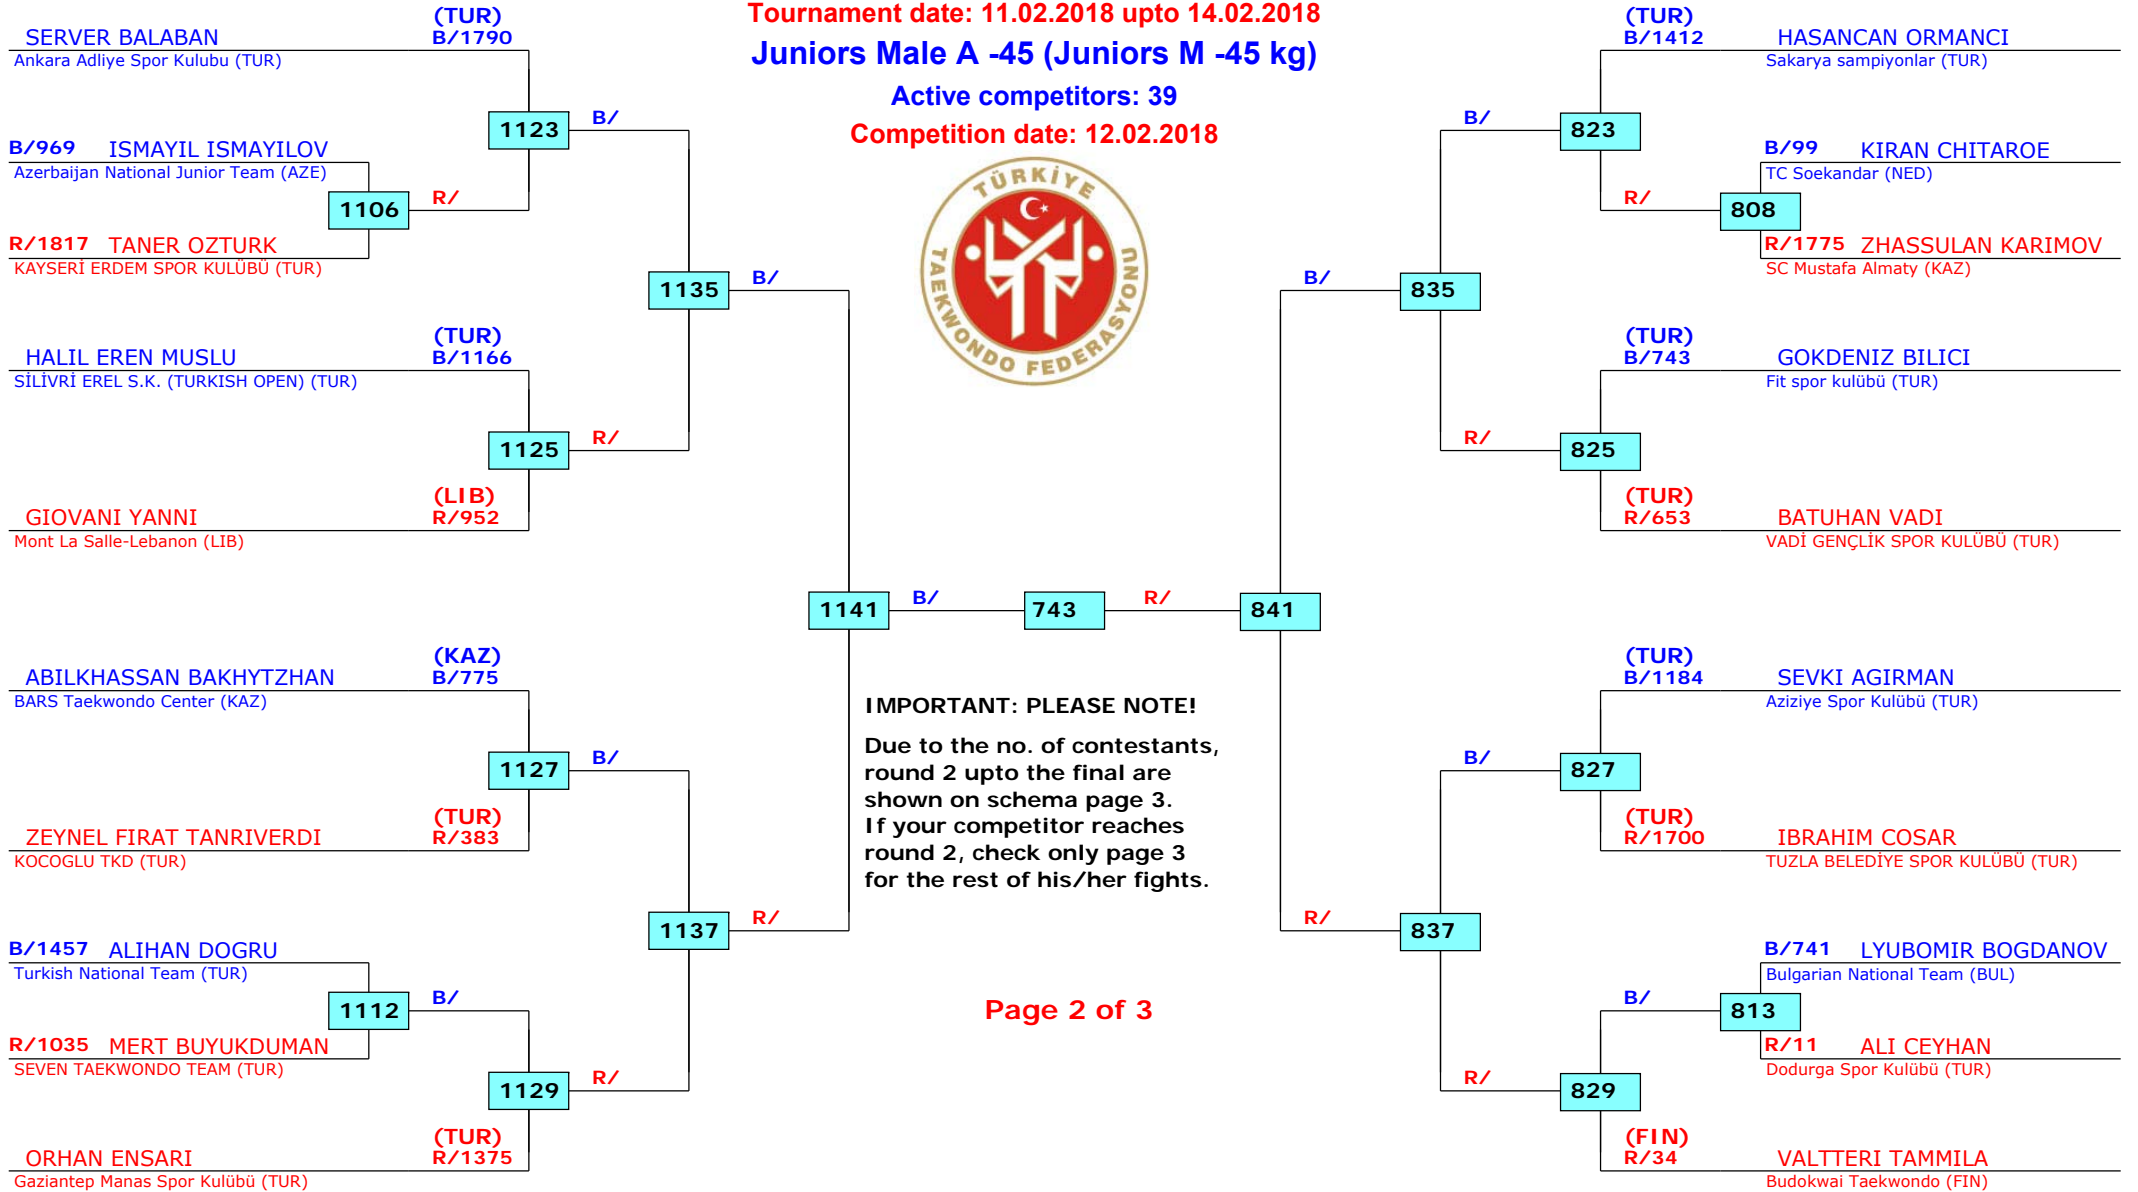 Tournament date: 11.02.2018 upto 14.02.2018
Juniors Male A -45 (Juniors M -45 kg)
Active competitors: 39
Competition date: 12.02.2018
TÜRKİYE
TAEKWONDO FEDERASYONU
(TUR)
SERVER BALABAN B/1790
Ankara Adliye Spor Kulubu (TUR)
1123 B/
B/969 ISMAYIL ISMAYILOV
Azerbaijan National Junior Team (AZE)
1106 R/
R/1817 TANER OZTURK
KAYSERİ ERDEM SPOR KULÜBÜ (TUR)
1135 B/
(TUR)
HALIL EREN MUSLU B/1166
SİLİVRİ EREL S.K. (TURKISH OPEN) (TUR)
1125 R/
(LIB)
GIOVANI YANNI R/952
Mont La Salle-Lebanon (LIB)
1141 B/ 743 R/ 841
(KAZ)
ABILKHASSAN BAKHYTZHAN B/775
BARS Taekwondo Center (KAZ)
1127 B/
(TUR)
ZEYNEL FIRAT TANRIVERDI R/383
KOCOGLU TKD (TUR)
1137 R/
B/1457 ALIHAN DOGRU
Turkish National Team (TUR)
1112 B/
R/1035 MERT BUYUKDUMAN
SEVEN TAEKWONDO TEAM (TUR)
1129 R/
(TUR)
ORHAN ENSARI R/1375
Gaziantep Manas Spor Kulübü (TUR)
IMPORTANT: PLEASE NOTE!
Due to the no. of contestants,
round 2 upto the final are
shown on schema page 3.
If your competitor reaches
round 2, check only page 3
for the rest of his/her fights.
Page 2 of 3
(TUR)
B/1412 HASANCAN ORMANCI
Sakarya sampiyonlar (TUR)
B/ 823
B/99 KIRAN CHITAROE
TC Soekandar (NED)
R/ 808
R/1775 ZHASSULAN KARIMOV
SC Mustafa Almaty (KAZ)
B/ 835
(TUR)
B/743 GOKDENIZ BILICI
Fit spor kulübü (TUR)
R/ 825
(TUR)
R/653 BATUHAN VADI
VADİ GENÇLİK SPOR KULÜBÜ (TUR)
(TUR)
B/1184 SEVKI AGIRMAN
Aziziye Spor Kulübü (TUR)
B/ 827
(TUR)
R/1700 IBRAHIM COSAR
TUZLA BELEDİYE SPOR KULÜBÜ (TUR)
R/ 837
B/741 LYUBOMIR BOGDANOV
Bulgarian National Team (BUL)
B/ 813
R/11 ALI CEYHAN
Dodurga Spor Kulübü (TUR)
R/ 829
(FIN)
R/34 VALTTERI TAMMILA
Budokwai Taekwondo (FIN)